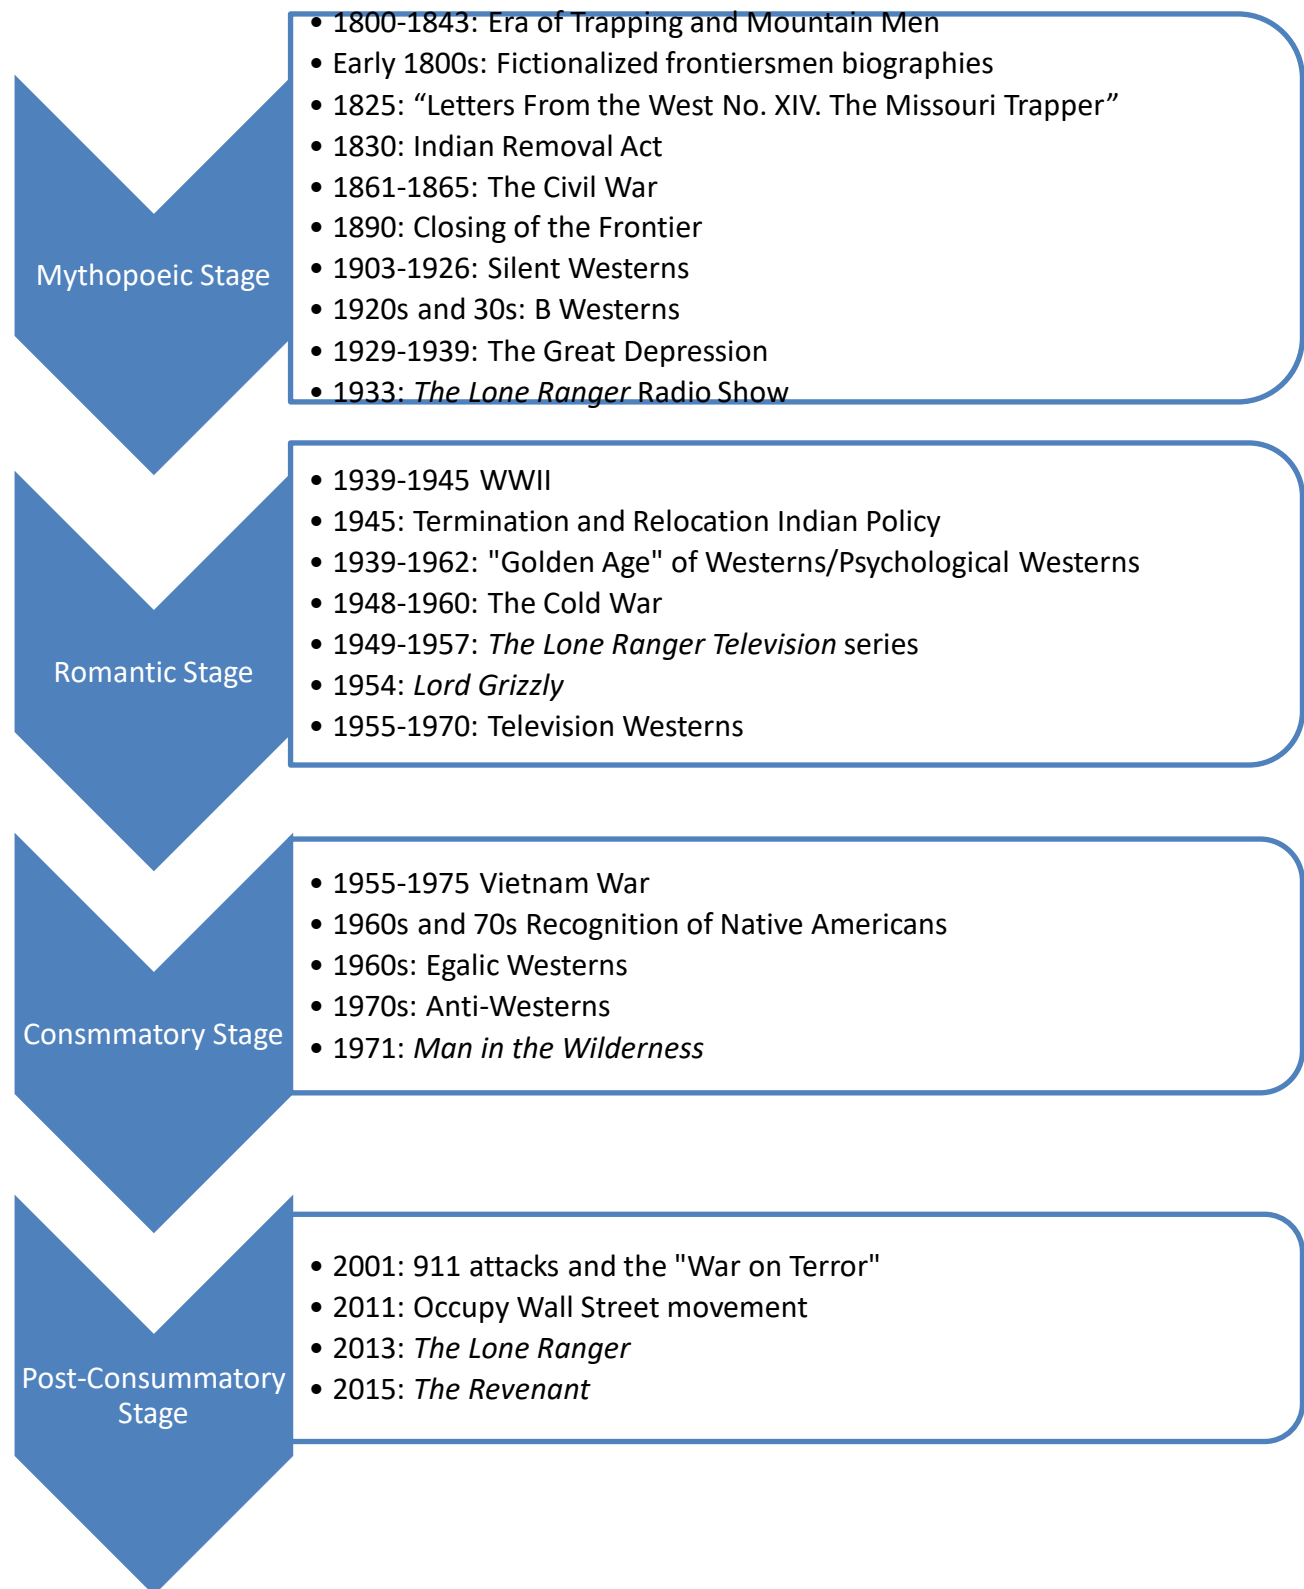 Mythopoeic Stage
• 1800-1843: Era of Trapping and Mountain Men
• Early 1800s: Fictionalized frontiersmen biographies
• 1825: “Letters From the West No. XIV. The Missouri Trapper”
• 1830: Indian Removal Act
• 1861-1865: The Civil War
• 1890: Closing of the Frontier
• 1903-1926: Silent Westerns
• 1920s and 30s: B Westerns
• 1929-1939: The Great Depression
• 1933: The Lone Ranger Radio Show
Romantic Stage
• 1939-1945 WWII
• 1945: Termination and Relocation Indian Policy
• 1939-1962: "Golden Age" of Westerns/Psychological Westerns
• 1948-1960: The Cold War
• 1949-1957: The Lone Ranger Television series
• 1954: Lord Grizzly
• 1955-1970: Television Westerns
Consmmatory Stage
• 1955-1975 Vietnam War
• 1960s and 70s Recognition of Native Americans
• 1960s: Egalic Westerns
• 1970s: Anti-Westerns
• 1971: Man in the Wilderness
Post-Consummatory
Stage
• 2001: 911 attacks and the "War on Terror"
• 2011: Occupy Wall Street movement
• 2013: The Lone Ranger
• 2015: The Revenant